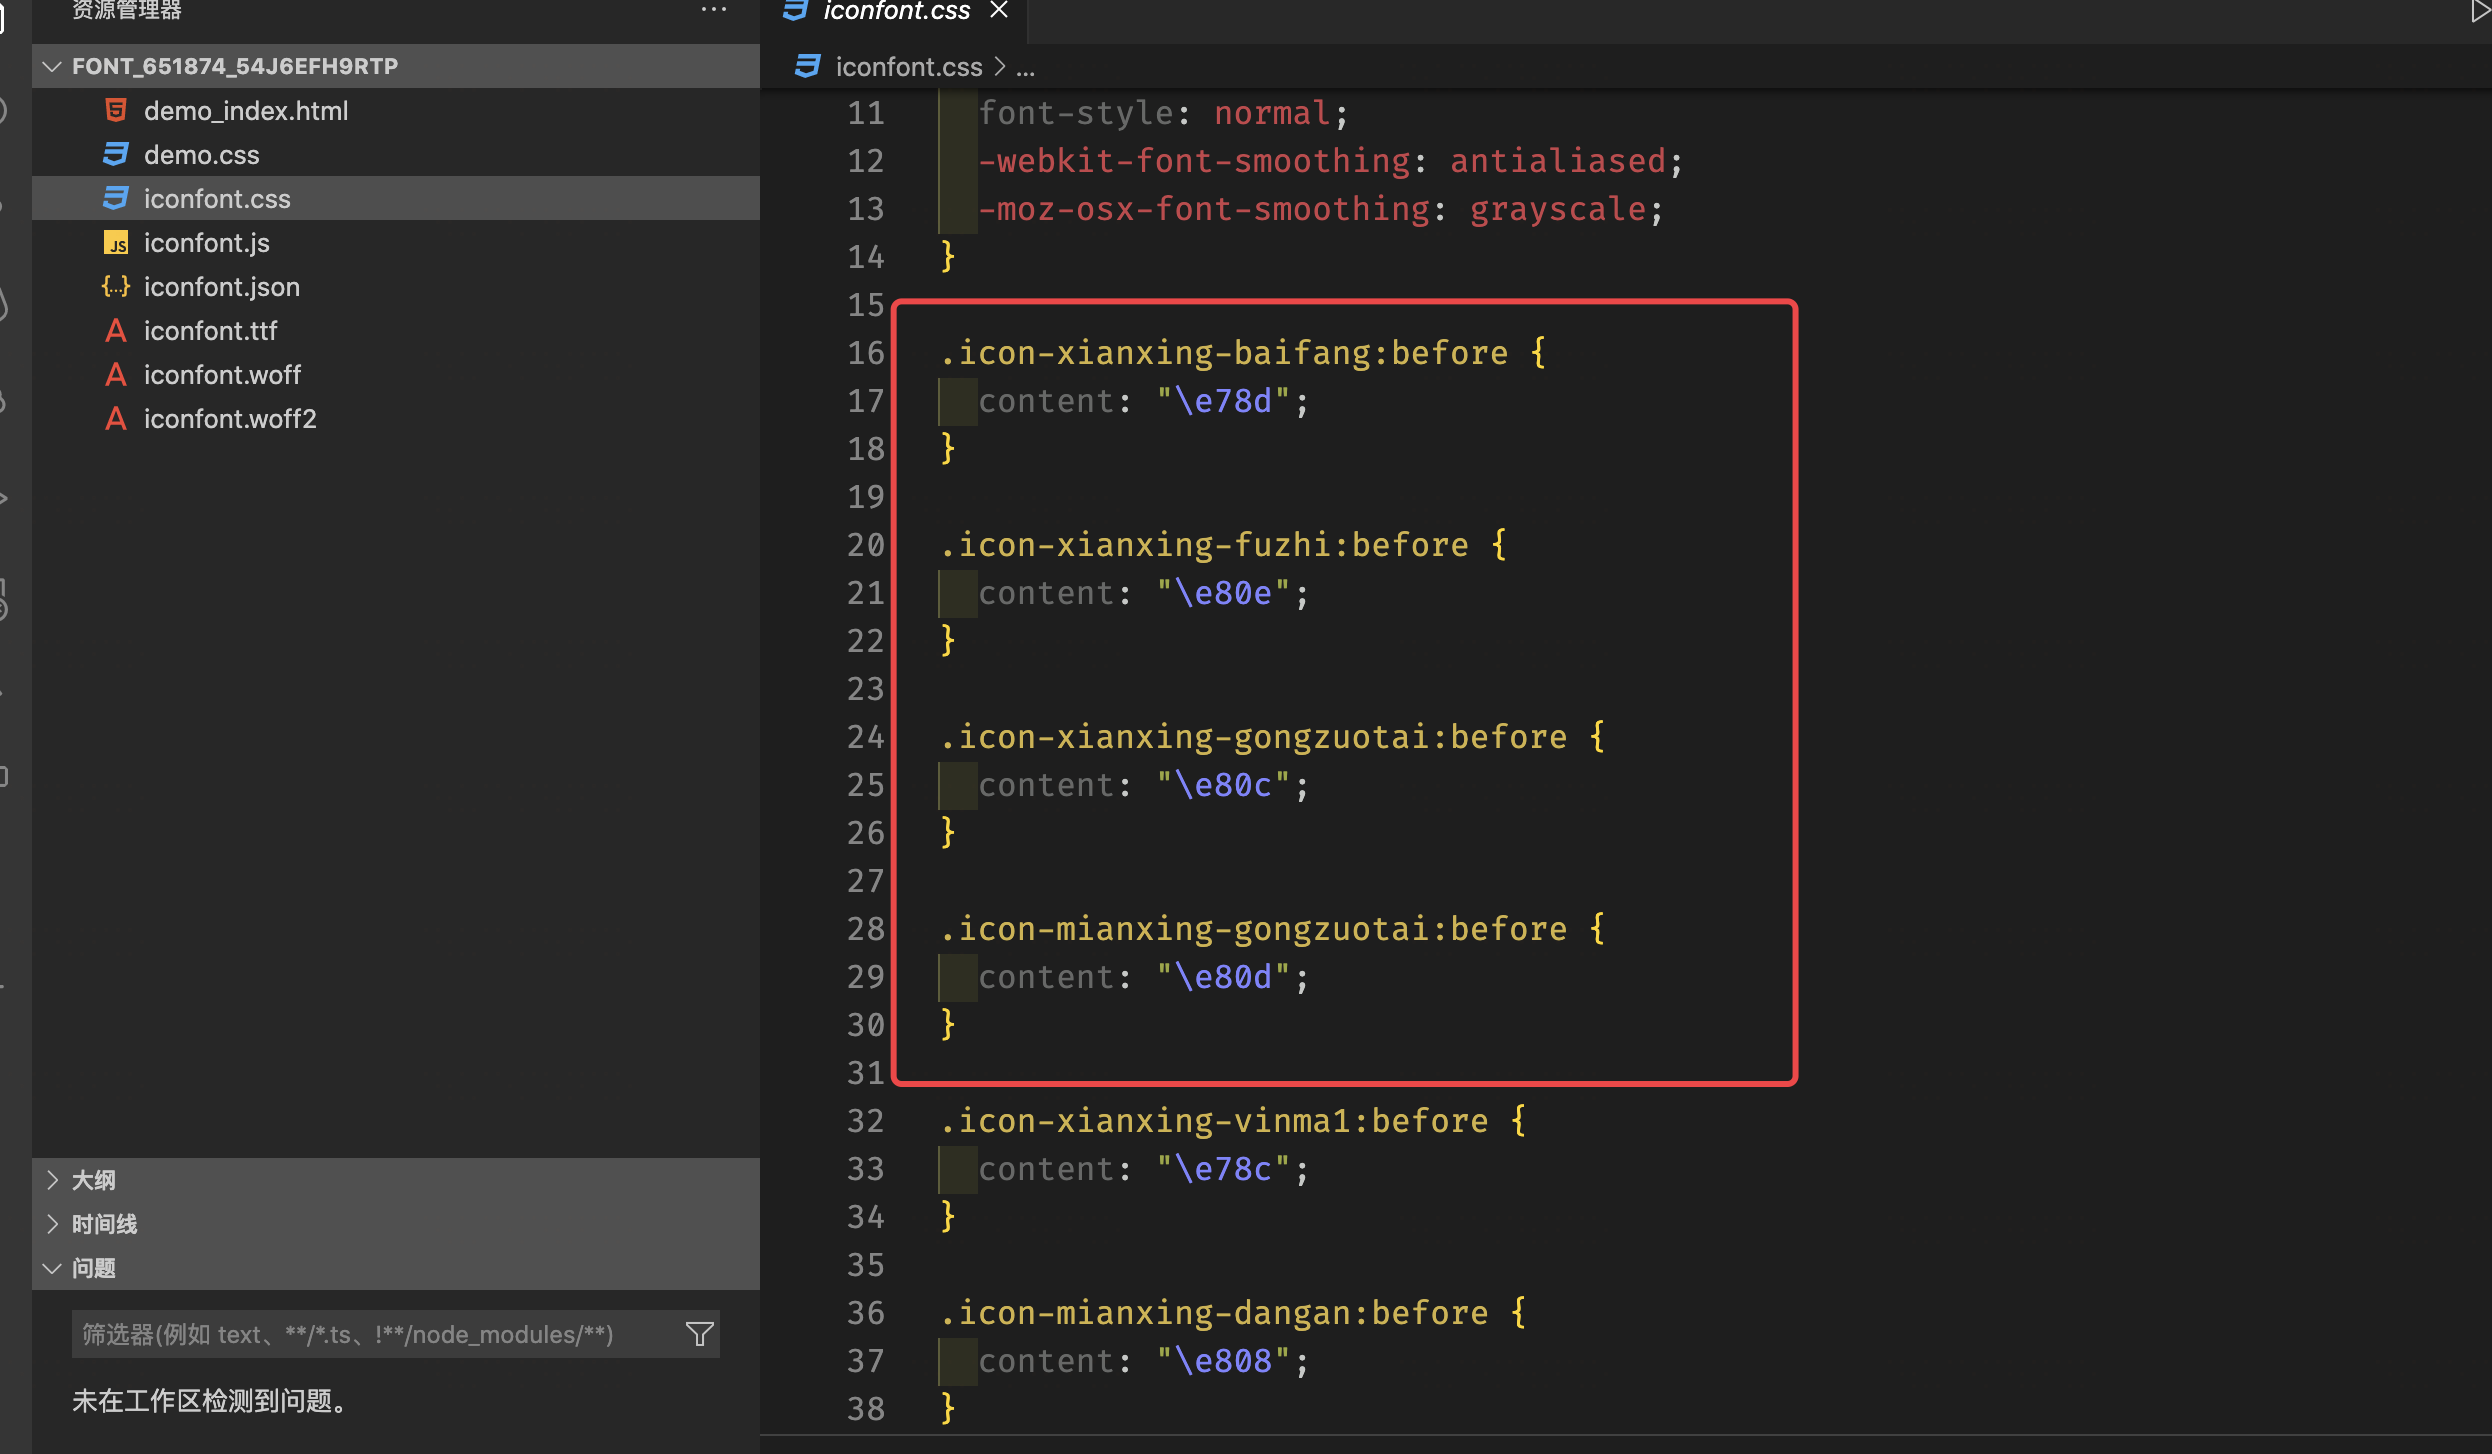 资源管理器
FONT_651874_54J6EFH9RTP
demo_index.html
demo.css
iconfont.css
iconfont.js
iconfont.json
iconfont.ttf
iconfont.woff
iconfont.woff2
大纲
时间线
问题
筛选器(例如 text、**/*.ts、!**/node_modules/**)
未在工作区检测到问题。
iconfont.css
iconfont.css > ...
11 font-style: normal;
12 -webkit-font-smoothing: antialiased;
13 -moz-osx-font-smoothing: grayscale;
14 }
15
16 .icon-xianxing-baifang:before {
17 content: "\e78d";
18 }
19
20 .icon-xianxing-fuzhi:before {
21 content: "\e80e";
22 }
23
24 .icon-xianxing-gongzuotai:before {
25 content: "\e80c";
26 }
27
28 .icon-mianxing-gongzuotai:before {
29 content: "\e80d";
30 }
31
32 .icon-xianxing-vinma1:before {
33 content: "\e78c";
34 }
35
36 .icon-mianxing-dangan:before {
37 content: "\e808";
38 }